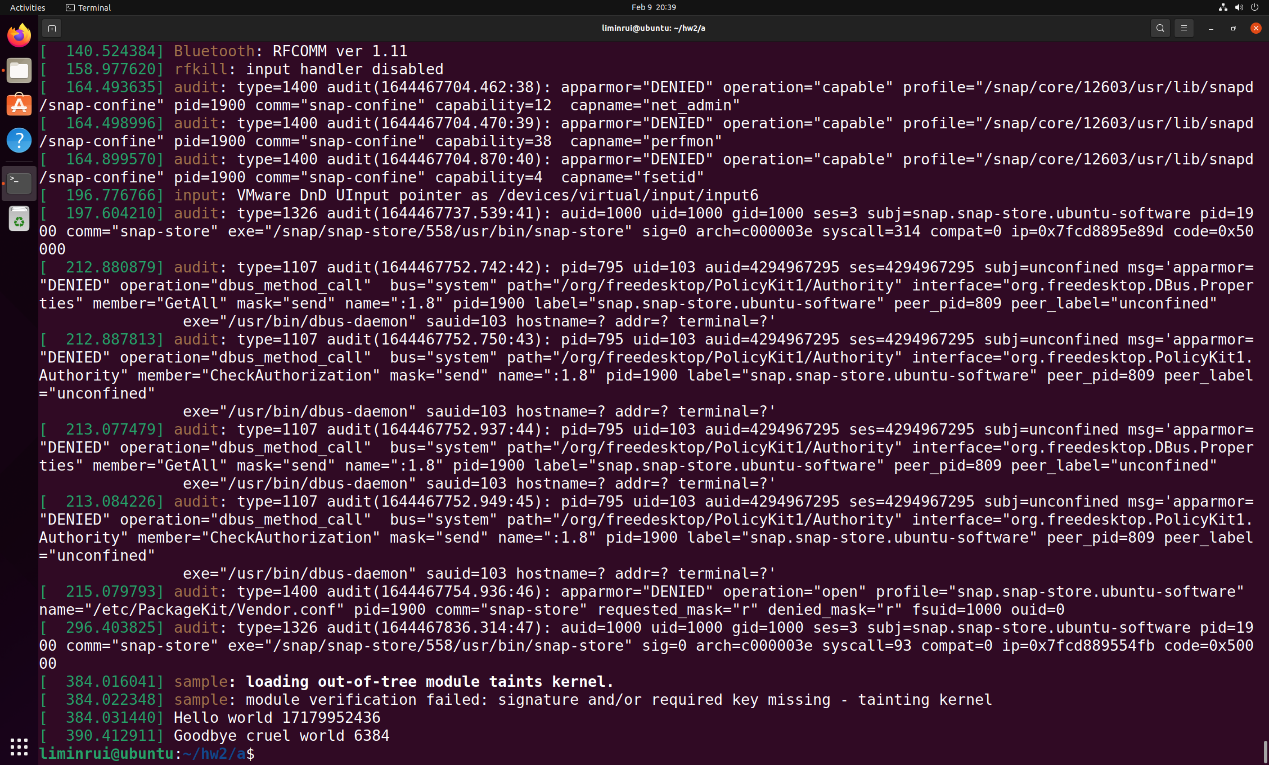 Activities
Terminal
Feb 9 20:39
liminrui@ubuntu: ~/hw2/a
[  140.524384] Bluetooth: RFCOMM ver 1.11
[  158.977620] rfkill: input handler disabled
[  164.493635] audit: type=1400 audit(1644467704.462:38): apparmor="DENIED" operation="capable" profile="/snap/core/12603/usr/lib/snapd
/snap-confine" pid=1900 comm="snap-confine" capability=12  capname="net_admin"
[  164.498996] audit: type=1400 audit(1644467704.470:39): apparmor="DENIED" operation="capable" profile="/snap/core/12603/usr/lib/snapd
/snap-confine" pid=1900 comm="snap-confine" capability=38  capname="perfmon"
[  164.899570] audit: type=1400 audit(1644467704.870:40): apparmor="DENIED" operation="capable" profile="/snap/core/12603/usr/lib/snapd
/snap-confine" pid=1900 comm="snap-confine" capability=4  capname="fsetid"
[  196.776766] input: VMware DnD UInput pointer as /devices/virtual/input/input6
[  197.604210] audit: type=1326 audit(1644467737.539:41): auid=1000 uid=1000 gid=1000 ses=3 subj=snap.snap-store.ubuntu-software pid=19
00 comm="snap-store" exe="/snap/snap-store/558/usr/bin/snap-store" sig=0 arch=c000003e syscall=314 compat=0 ip=0x7fcd8895e89d code=0x50
000
[  212.880879] audit: type=1107 audit(1644467752.742:42): pid=795 uid=103 auid=4294967295 ses=4294967295 subj=unconfined msg='apparmor=
"DENIED" operation="dbus_method_call"  bus="system" path="/org/freedesktop/PolicyKit1/Authority" interface="org.freedesktop.DBus.Proper
ties" member="GetAll" mask="send" name=":1.8" pid=1900 label="snap.snap-store.ubuntu-software" peer_pid=809 peer_label="unconfined"
exe="/usr/bin/dbus-daemon" sauid=103 hostname=? addr=? terminal=?'
[  212.887813] audit: type=1107 audit(1644467752.750:43): pid=795 uid=103 auid=4294967295 ses=4294967295 subj=unconfined msg='apparmor=
"DENIED" operation="dbus_method_call"  bus="system" path="/org/freedesktop/PolicyKit1/Authority" interface="org.freedesktop.PolicyKit1.
Authority" member="CheckAuthorization" mask="send" name=":1.8" pid=1900 label="snap.snap-store.ubuntu-software" peer_pid=809 peer_label
="unconfined"
exe="/usr/bin/dbus-daemon" sauid=103 hostname=? addr=? terminal=?'
[  213.077479] audit: type=1107 audit(1644467752.937:44): pid=795 uid=103 auid=4294967295 ses=4294967295 subj=unconfined msg='apparmor=
"DENIED" operation="dbus_method_call"  bus="system" path="/org/freedesktop/PolicyKit1/Authority" interface="org.freedesktop.DBus.Proper
ties" member="GetAll" mask="send" name=":1.8" pid=1900 label="snap.snap-store.ubuntu-software" peer_pid=809 peer_label="unconfined"
exe="/usr/bin/dbus-daemon" sauid=103 hostname=? addr=? terminal=?'
[  213.084226] audit: type=1107 audit(1644467752.949:45): pid=795 uid=103 auid=4294967295 ses=4294967295 subj=unconfined msg='apparmor=
"DENIED" operation="dbus_method_call"  bus="system" path="/org/freedesktop/PolicyKit1/Authority" interface="org.freedesktop.PolicyKit1.
Authority" member="CheckAuthorization" mask="send" name=":1.8" pid=1900 label="snap.snap-store.ubuntu-software" peer_pid=809 peer_label
="unconfined"
exe="/usr/bin/dbus-daemon" sauid=103 hostname=? addr=? terminal=?'
[  215.079793] audit: type=1400 audit(1644467754.936:46): apparmor="DENIED" operation="open" profile="snap.snap-store.ubuntu-software"
name="/etc/PackageKit/Vendor.conf" pid=1900 comm="snap-store" requested_mask="r" denied_mask="r" fsuid=1000 ouid=0
[  296.403825] audit: type=1326 audit(1644467836.314:47): auid=1000 uid=1000 gid=1000 ses=3 subj=snap.snap-store.ubuntu-software pid=19
00 comm="snap-store" exe="/snap/snap-store/558/usr/bin/snap-store" sig=0 arch=c000003e syscall=93 compat=0 ip=0x7fcd889554fb code=0x500
00
[  384.016041] sample: loading out-of-tree module taints kernel.
[  384.022348] sample: module verification failed: signature and/or required key missing - tainting kernel
[  384.031440] Hello world 17179952436
[  390.412911] Goodbye cruel world 6384
liminrui@ubuntu:~/hw2/a$